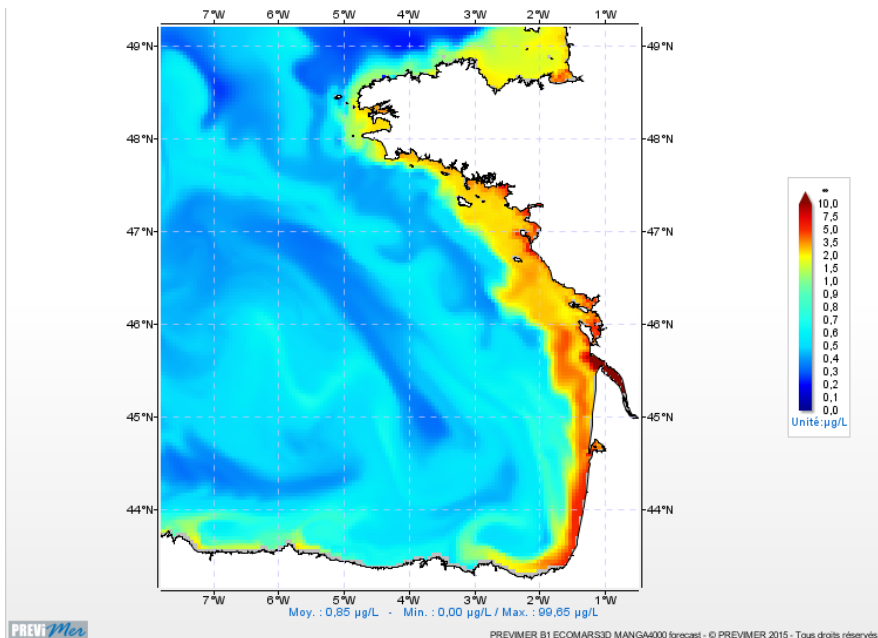 7°W 6°W 5°W 4°W 3°W 2°W 1°W
49°N 49°N
48°N 48°N
47°N 47°N
46°N 46°N
45°N 45°N
44°N 44°N
7°W 6°W 5°W 4°W 3°W 2°W 1°W
∞
10,0
7,5
5,0
3,5
2,0
1,5
1,0
0,9
0,8
0,7
0,6
0,5
0,4
0,3
0,2
0,1
0,0
Unité:µg/L
Moy. : 0,85 µg/L - Min. : 0,00 µg/L / Max. : 99,65 µg/L
PREViMer
PREVIMER B1 ECOMARS3D MANGA4000 forecast - © PREVIMER 2015 - Tous droits réservés